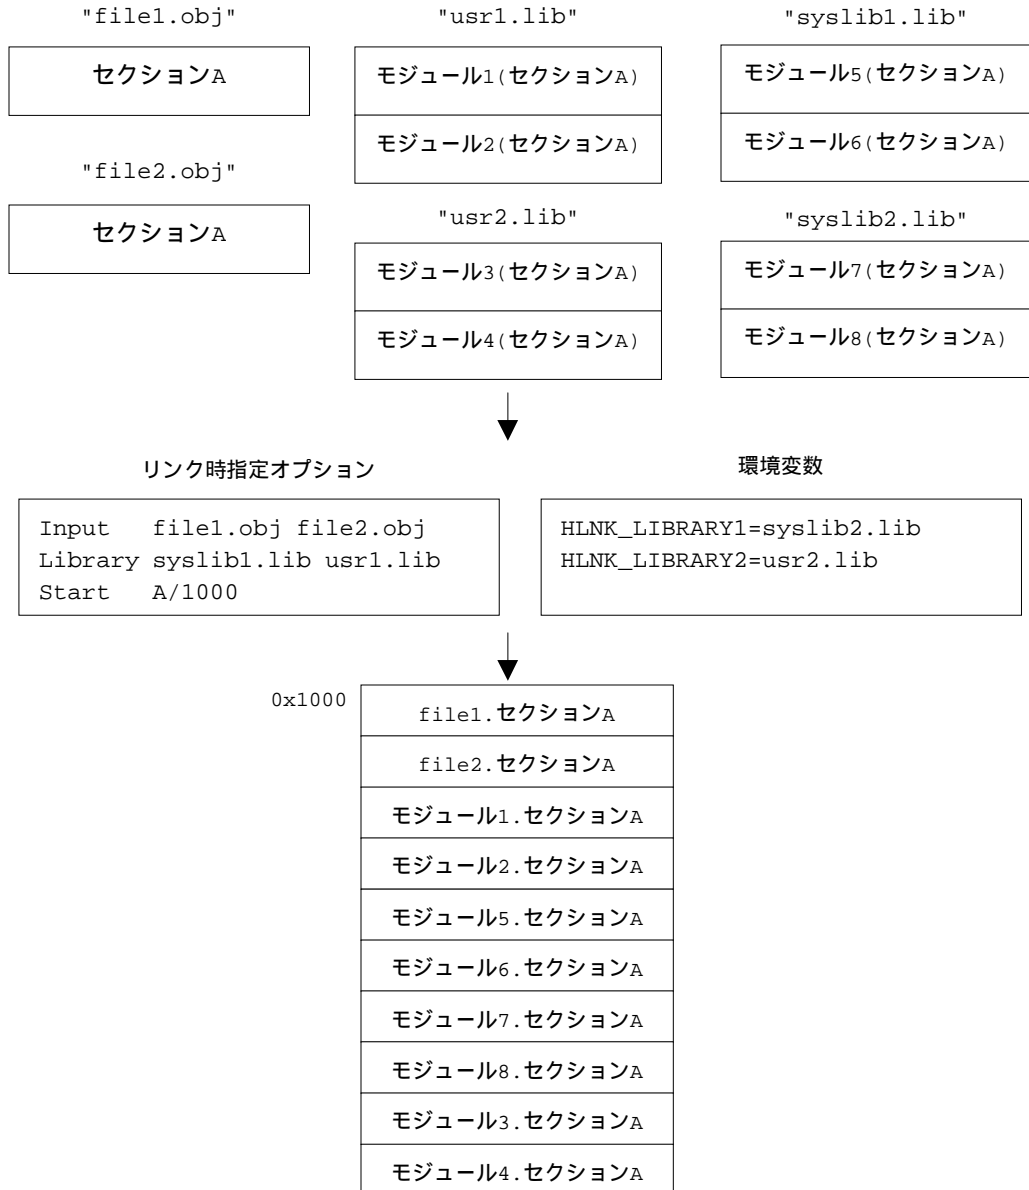 "file1.obj"
セクションA
"file2.obj"
セクションA
"usr1.lib"
モジュール1(セクションA)
モジュール2(セクションA)
"usr2.lib"
モジュール3(セクションA)
モジュール4(セクションA)
"syslib1.lib"
モジュール5(セクションA)
モジュール6(セクションA)
"syslib2.lib"
モジュール7(セクションA)
モジュール8(セクションA)
リンク時指定オプション
Input file1.obj file2.obj
Library syslib1.lib usr1.lib
Start A/1000
環境変数
HLNK_LIBRARY1=syslib2.lib
HLNK_LIBRARY2=usr2.lib
0x1000
file1.セクションA
file2.セクションA
モジュール1.セクションA
モジュール2.セクションA
モジュール5.セクションA
モジュール6.セクションA
モジュール7.セクションA
モジュール8.セクションA
モジュール3.セクションA
モジュール4.セクションA